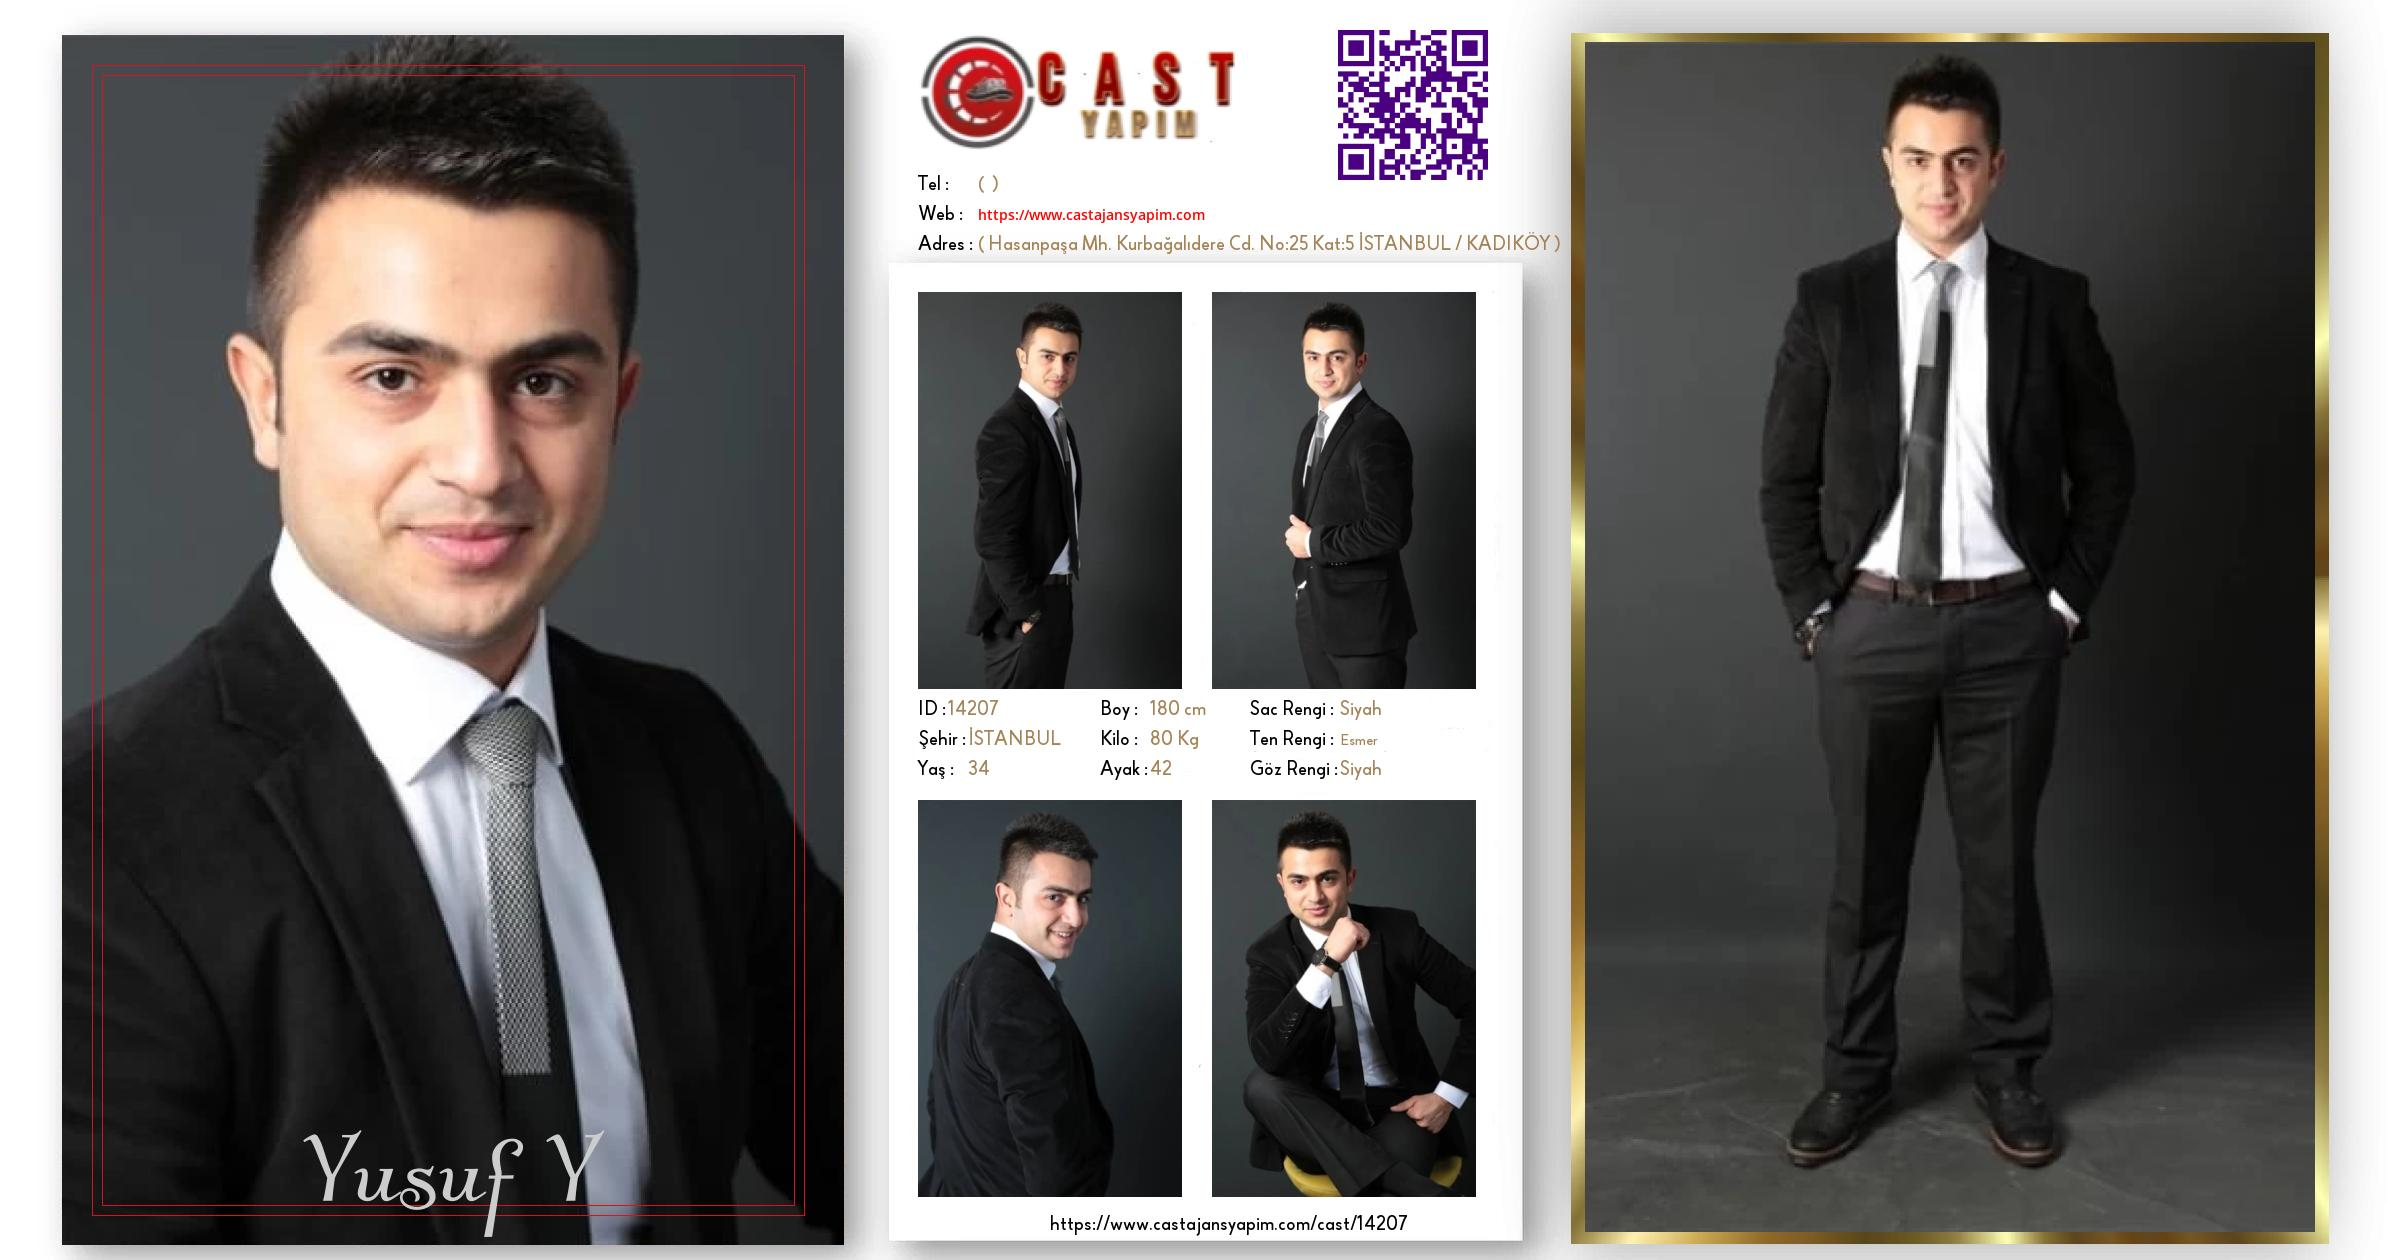 Yusuf Y
CAST
YAPIM
Tel : ( )
Web : https://www.castajansyapim.com
Adres : ( Hasanpaşa Mh. Kurbağalıdere Cd. No:25 Kat:5 İSTANBUL / KADIKÖY )
ID : 14207 Boy : 180 cm Sac Rengi : Siyah
Şehir : İSTANBUL Kilo : 80 Kg Ten Rengi : Esmer
Yaş : 34 Ayak : 42 Göz Rengi : Siyah
https://www.castajansyapim.com/cast/14207